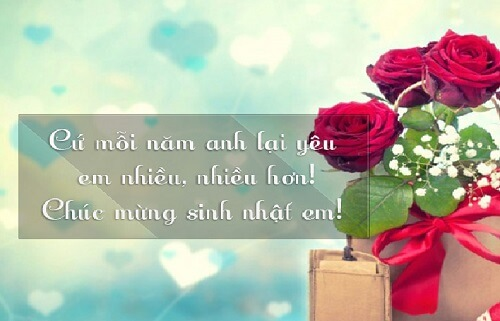 Cứ mỗi năm anh lại yêu
em nhiều, nhiều hơn!
Chúc mừng sinh nhật em!